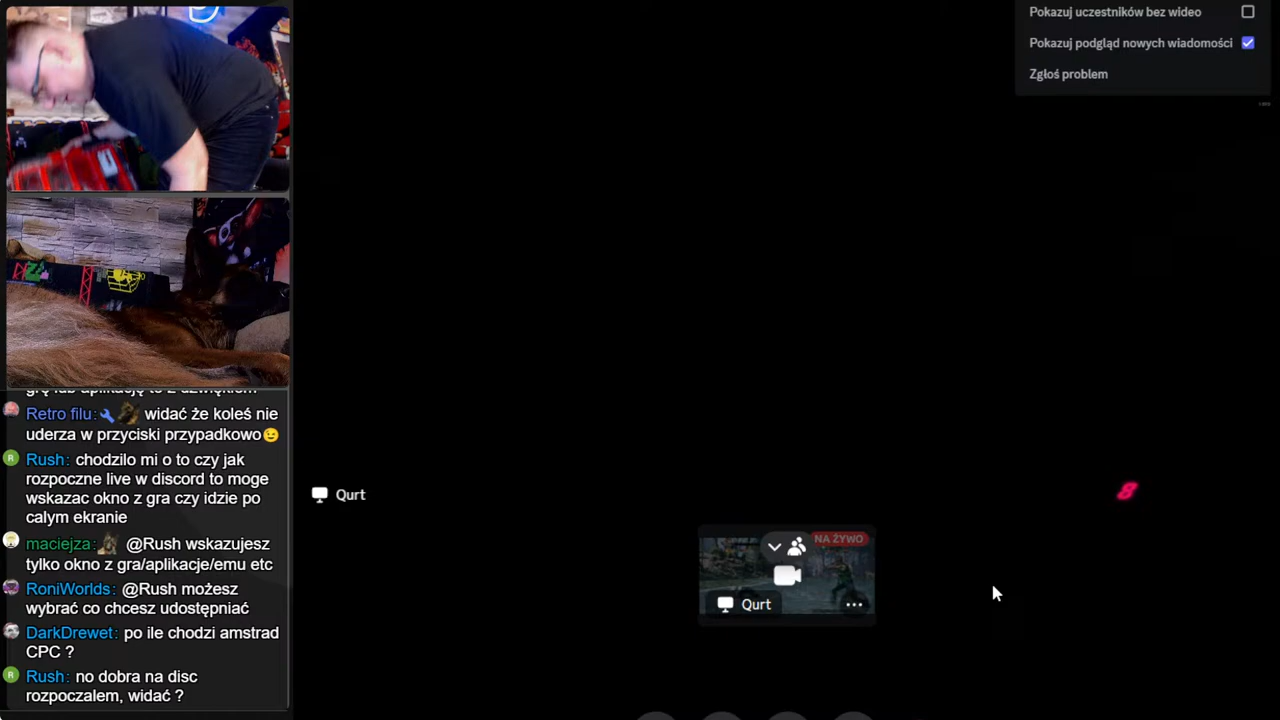 Pokazuj uczestników bez wideo
Pokazuj podgląd nowych wiadomości
Zgłoś problem
Retro filu: widać że koleś nie
uderza w przyciski przypadkowo😉
Rush: chodzilo mi o to czy jak
rozpoczne live w discord to moge
wskazac okno z gra czy idzie po
calym ekranie
maciejza: @Rush wskazujesz
tylko okno z gra/aplikacje/emu etc
RoniWorlds: @Rush możesz
wybrać co chcesz udostępniać
DarkDrewet: po ile chodzi amstrad
CPC ?
Rush: no dobra na disc
rozpoczalem, widać ?
Qurt
8
NA ŻYWO
Qurt